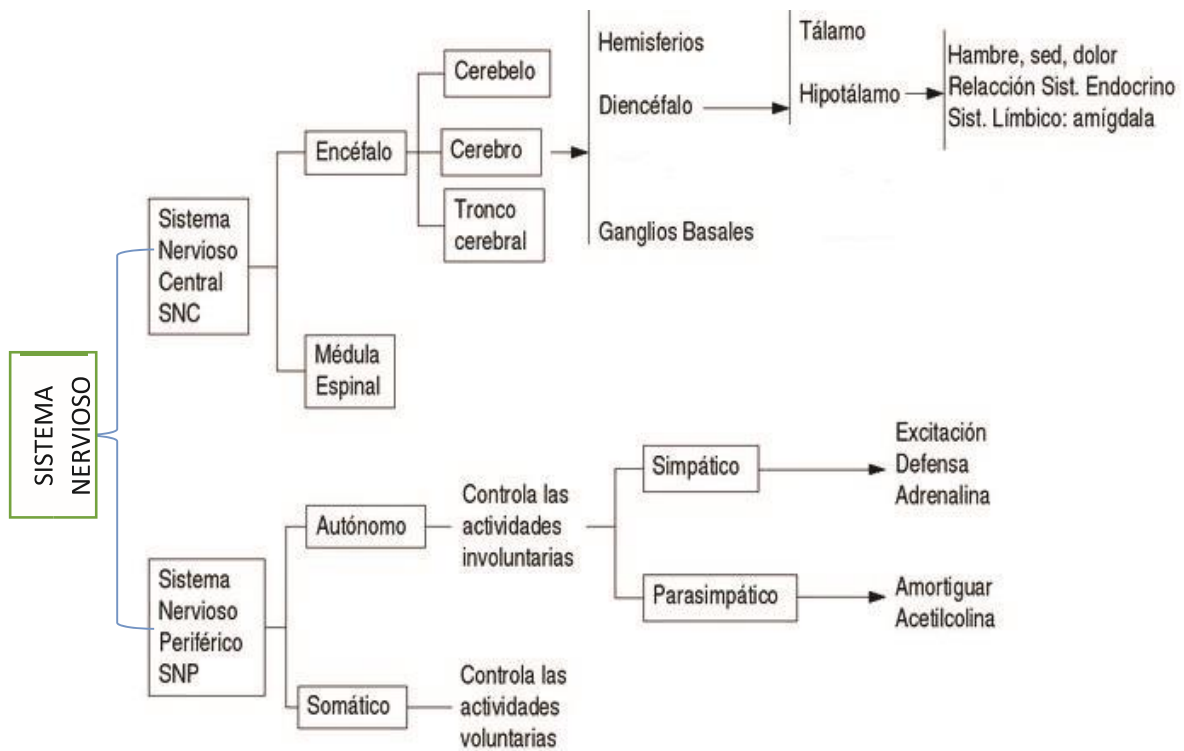 SISTEMA
NERVIOSO
Sistema
Nervioso
Central
SNC
Encéfalo
Cerebelo
Cerebro
Tronco
cerebral
Hemisferios
Diencéfalo
Ganglios Basales
Tálamo
Hipotálamo
Hambre, sed, dolor
Relacción Sist. Endocrino
Sist. Límbico: amígdala
Médula
Espinal
Sistema
Nervioso
Periférico
SNP
Autónomo
Controla las
actividades
involuntarias
Simpático
Excitación
Defensa
Adrenalina
Parasimpático
Amortiguar
Acetilcolina
Somático
Controla las
actividades
voluntarias